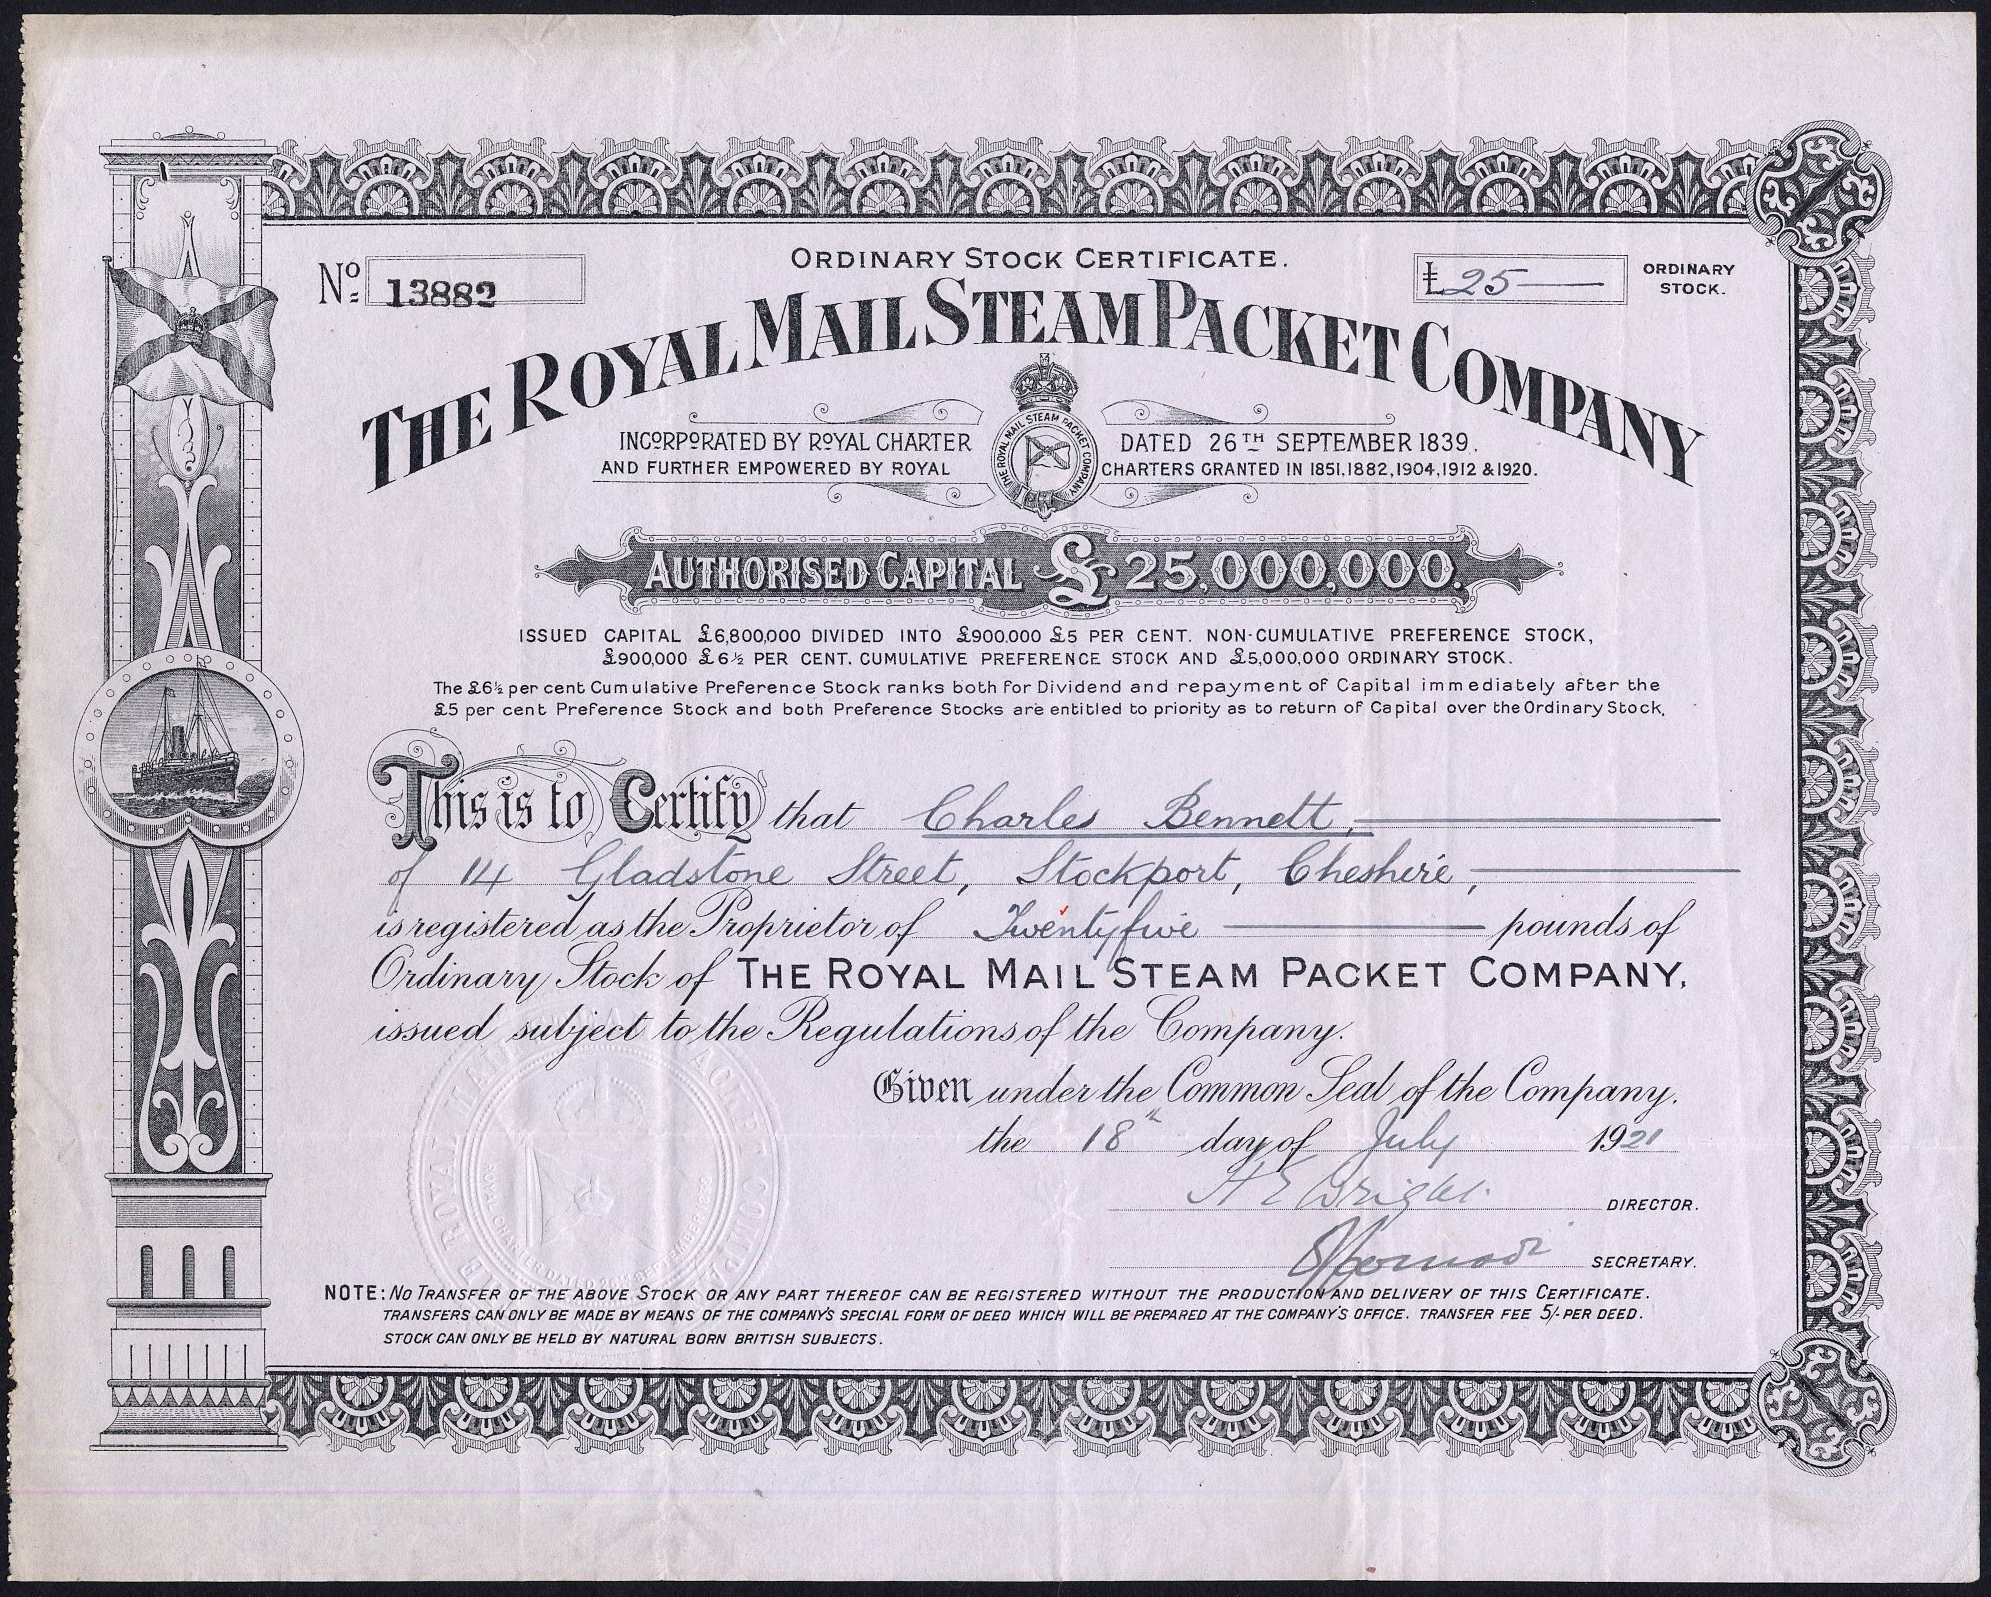 ORDINARY STOCK CERTIFICATE.
Nº 13882
£25
ORDINARY STOCK.
THE ROYAL MAIL STEAM PACKET COMPANY
INCORPORATED BY ROYAL CHARTER DATED 26TH SEPTEMBER 1839.
AND FURTHER EMPOWERED BY ROYAL CHARTERS GRANTED IN 1851, 1882, 1904, 1912 & 1920.
THE ROYAL MAIL STEAM PACKET COMPANY
AUTHORISED CAPITAL £25,000,000.
ISSUED CAPITAL £6,800,000 DIVIDED INTO £900,000 £5 PER CENT. NON-CUMULATIVE PREFERENCE STOCK,
£900,000 £6½ PER CENT. CUMULATIVE PREFERENCE STOCK AND £5,000,000 ORDINARY STOCK.
The £6½ per cent Cumulative Preference Stock ranks both for Dividend and repayment of Capital immediately after the
£5 per cent Preference Stock and both Preference Stocks are entitled to priority as to return of Capital over the Ordinary Stock.
This is to Certify that Charles Bennett,
of 14 Gladstone Street, Stockport, Cheshire,
is registered as the Proprietor of Twentyfive pounds of
Ordinary Stock of THE ROYAL MAIL STEAM PACKET COMPANY,
issued subject to the Regulations of the Company.
Given under the Common Seal of the Company.
the 18th day of July 1921
H E Wright. DIRECTOR.
SECRETARY.
NOTE: NO TRANSFER OF THE ABOVE STOCK OR ANY PART THEREOF CAN BE REGISTERED WITHOUT THE PRODUCTION AND DELIVERY OF THIS CERTIFICATE.
TRANSFERS CAN ONLY BE MADE BY MEANS OF THE COMPANY'S SPECIAL FORM OF DEED WHICH WILL BE PREPARED AT THE COMPANY'S OFFICE. TRANSFER FEE 5/- PER DEED.
STOCK CAN ONLY BE HELD BY NATURAL BORN BRITISH SUBJECTS.